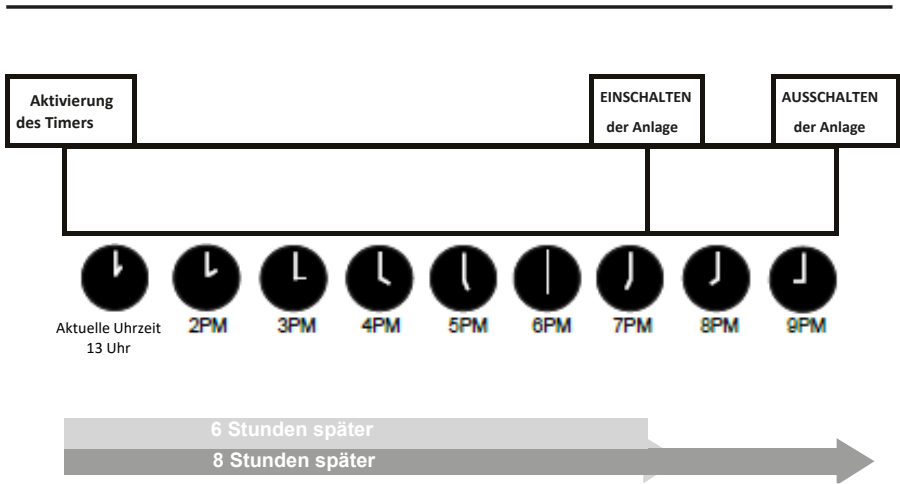 Aktivierung
des Timers
EINSCHALTEN
der Anlage
AUSSCHALTEN
der Anlage
Aktuelle Uhrzeit
13 Uhr
2PM
3PM
4PM
5PM
6PM
7PM
8PM
9PM
6 Stunden später
8 Stunden später